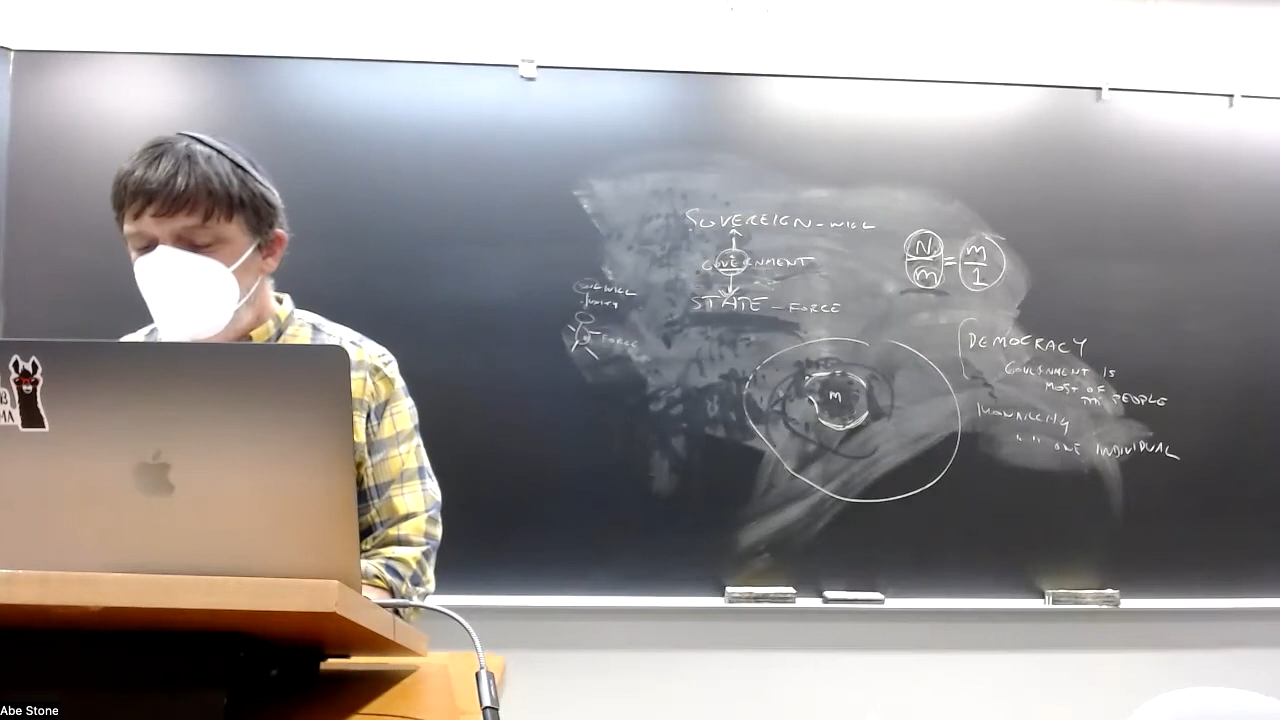 SOVEREIGN-WILL
GOVERNMENT
STATE-FORCE
FORCE
N
m
=
m
1
m
DEMOCRACY
GOVERNMENT IS
MOST OF
THE PEOPLE
MONARCHY
" " ONE INDIVIDUAL
MA
Abe Stone